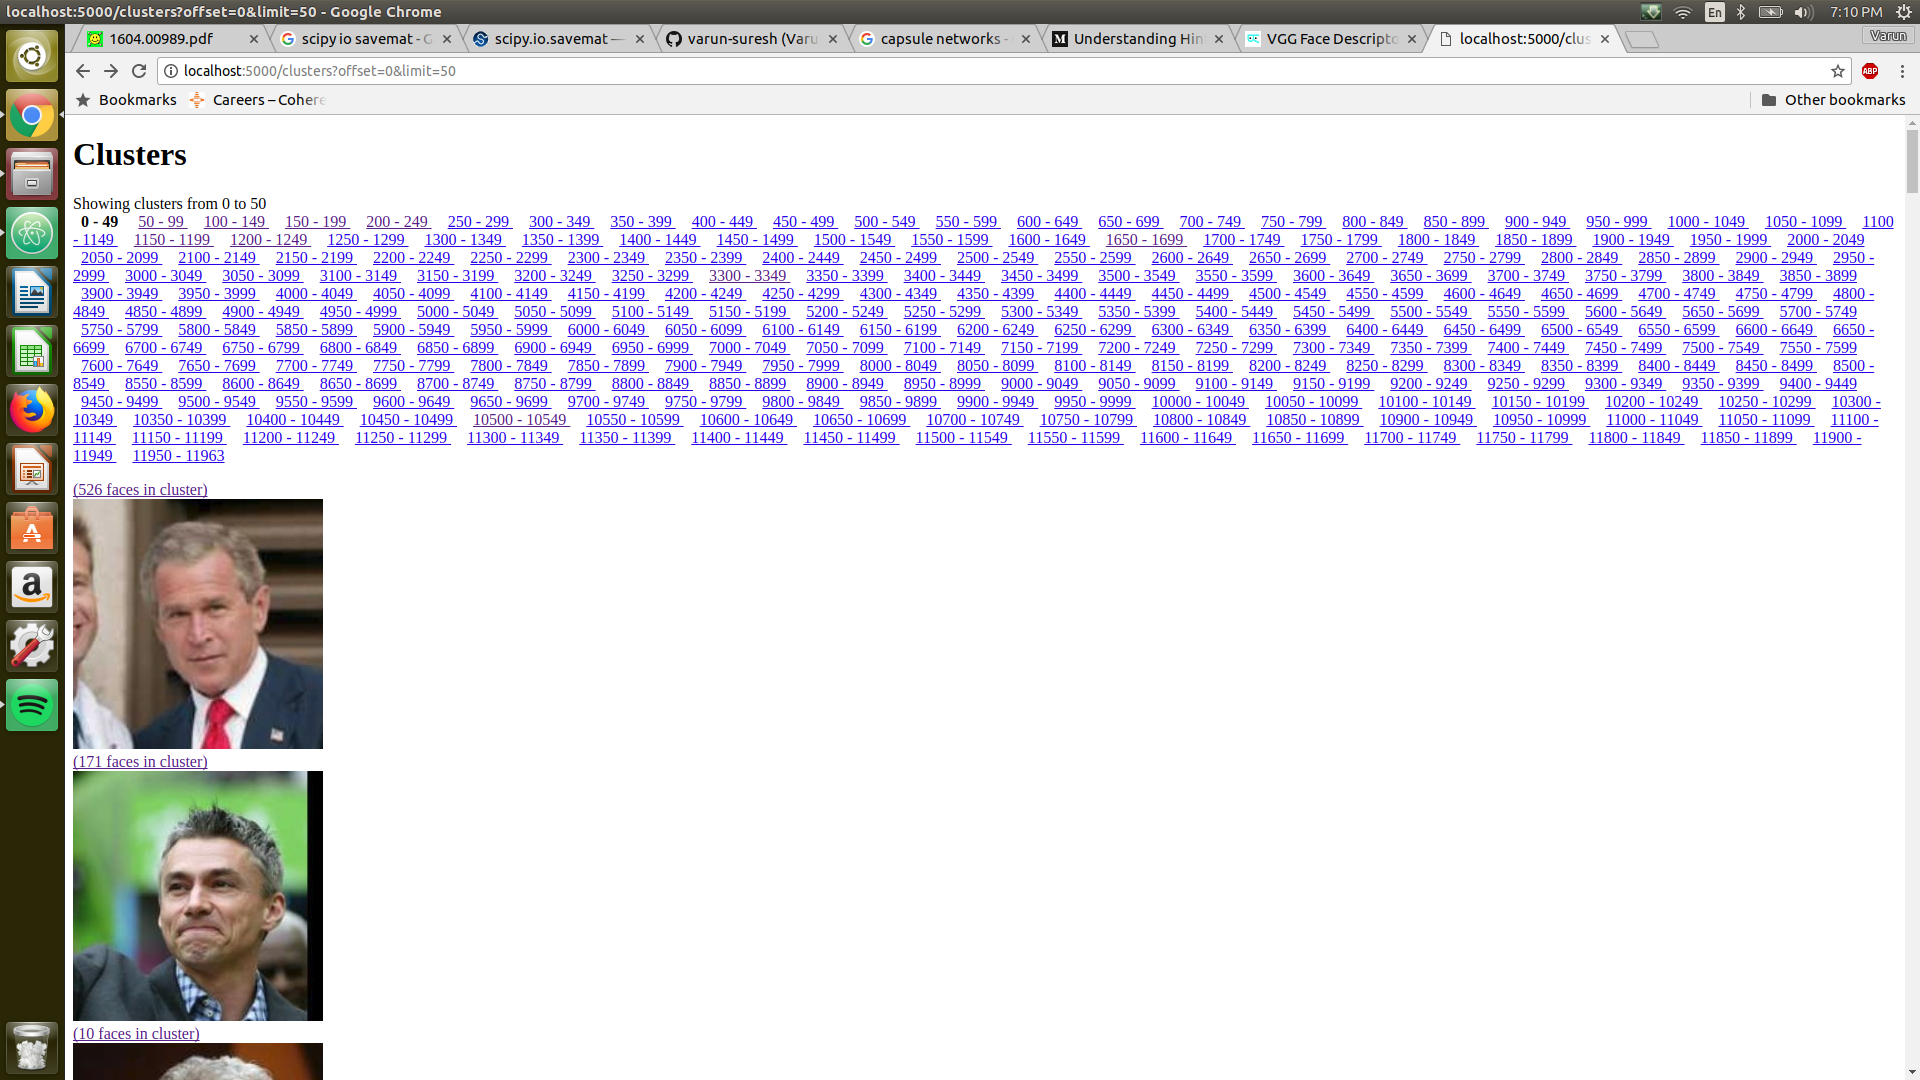 localhost:5000/clusters?offset=0&limit=50 - Google Chrome
En
7:10 PM
1604.00989.pdf
scipy io savemat - G
scipy.io.savemat —
varun-suresh (Varu
capsule networks -
Understanding Hin
VGG Face Descripto
localhost:5000/clus
Varun
localhost:5000/clusters?offset=0&limit=50
ABP
Bookmarks
Careers – Cohere
Other bookmarks
Clusters
Showing clusters from 0 to 50
0 - 49 50 - 99 100 - 149 150 - 199 200 - 249 250 - 299 300 - 349 350 - 399 400 - 449 450 - 499 500 - 549 550 - 599 600 - 649 650 - 699 700 - 749 750 - 799 800 - 849 850 - 899 900 - 949 950 - 999 1000 - 1049 1050 - 1099 1100
- 1149 1150 - 1199 1200 - 1249 1250 - 1299 1300 - 1349 1350 - 1399 1400 - 1449 1450 - 1499 1500 - 1549 1550 - 1599 1600 - 1649 1650 - 1699 1700 - 1749 1750 - 1799 1800 - 1849 1850 - 1899 1900 - 1949 1950 - 1999 2000 - 2049
2050 - 2099 2100 - 2149 2150 - 2199 2200 - 2249 2250 - 2299 2300 - 2349 2350 - 2399 2400 - 2449 2450 - 2499 2500 - 2549 2550 - 2599 2600 - 2649 2650 - 2699 2700 - 2749 2750 - 2799 2800 - 2849 2850 - 2899 2900 - 2949 2950 -
2999 3000 - 3049 3050 - 3099 3100 - 3149 3150 - 3199 3200 - 3249 3250 - 3299 3300 - 3349 3350 - 3399 3400 - 3449 3450 - 3499 3500 - 3549 3550 - 3599 3600 - 3649 3650 - 3699 3700 - 3749 3750 - 3799 3800 - 3849 3850 - 3899
3900 - 3949 3950 - 3999 4000 - 4049 4050 - 4099 4100 - 4149 4150 - 4199 4200 - 4249 4250 - 4299 4300 - 4349 4350 - 4399 4400 - 4449 4450 - 4499 4500 - 4549 4550 - 4599 4600 - 4649 4650 - 4699 4700 - 4749 4750 - 4799 4800 -
4849 4850 - 4899 4900 - 4949 4950 - 4999 5000 - 5049 5050 - 5099 5100 - 5149 5150 - 5199 5200 - 5249 5250 - 5299 5300 - 5349 5350 - 5399 5400 - 5449 5450 - 5499 5500 - 5549 5550 - 5599 5600 - 5649 5650 - 5699 5700 - 5749
5750 - 5799 5800 - 5849 5850 - 5899 5900 - 5949 5950 - 5999 6000 - 6049 6050 - 6099 6100 - 6149 6150 - 6199 6200 - 6249 6250 - 6299 6300 - 6349 6350 - 6399 6400 - 6449 6450 - 6499 6500 - 6549 6550 - 6599 6600 - 6649 6650 -
6699 6700 - 6749 6750 - 6799 6800 - 6849 6850 - 6899 6900 - 6949 6950 - 6999 7000 - 7049 7050 - 7099 7100 - 7149 7150 - 7199 7200 - 7249 7250 - 7299 7300 - 7349 7350 - 7399 7400 - 7449 7450 - 7499 7500 - 7549 7550 - 7599
7600 - 7649 7650 - 7699 7700 - 7749 7750 - 7799 7800 - 7849 7850 - 7899 7900 - 7949 7950 - 7999 8000 - 8049 8050 - 8099 8100 - 8149 8150 - 8199 8200 - 8249 8250 - 8299 8300 - 8349 8350 - 8399 8400 - 8449 8450 - 8499 8500 -
8549 8550 - 8599 8600 - 8649 8650 - 8699 8700 - 8749 8750 - 8799 8800 - 8849 8850 - 8899 8900 - 8949 8950 - 8999 9000 - 9049 9050 - 9099 9100 - 9149 9150 - 9199 9200 - 9249 9250 - 9299 9300 - 9349 9350 - 9399 9400 - 9449
9450 - 9499 9500 - 9549 9550 - 9599 9600 - 9649 9650 - 9699 9700 - 9749 9750 - 9799 9800 - 9849 9850 - 9899 9900 - 9949 9950 - 9999 10000 - 10049 10050 - 10099 10100 - 10149 10150 - 10199 10200 - 10249 10250 - 10299 10300 -
10349 10350 - 10399 10400 - 10449 10450 - 10499 10500 - 10549 10550 - 10599 10600 - 10649 10650 - 10699 10700 - 10749 10750 - 10799 10800 - 10849 10850 - 10899 10900 - 10949 10950 - 10999 11000 - 11049 11050 - 11099 11100 -
11149 11150 - 11199 11200 - 11249 11250 - 11299 11300 - 11349 11350 - 11399 11400 - 11449 11450 - 11499 11500 - 11549 11550 - 11599 11600 - 11649 11650 - 11699 11700 - 11749 11750 - 11799 11800 - 11849 11850 - 11899 11900 -
11949 11950 - 11963
(526 faces in cluster)
(171 faces in cluster)
(10 faces in cluster)